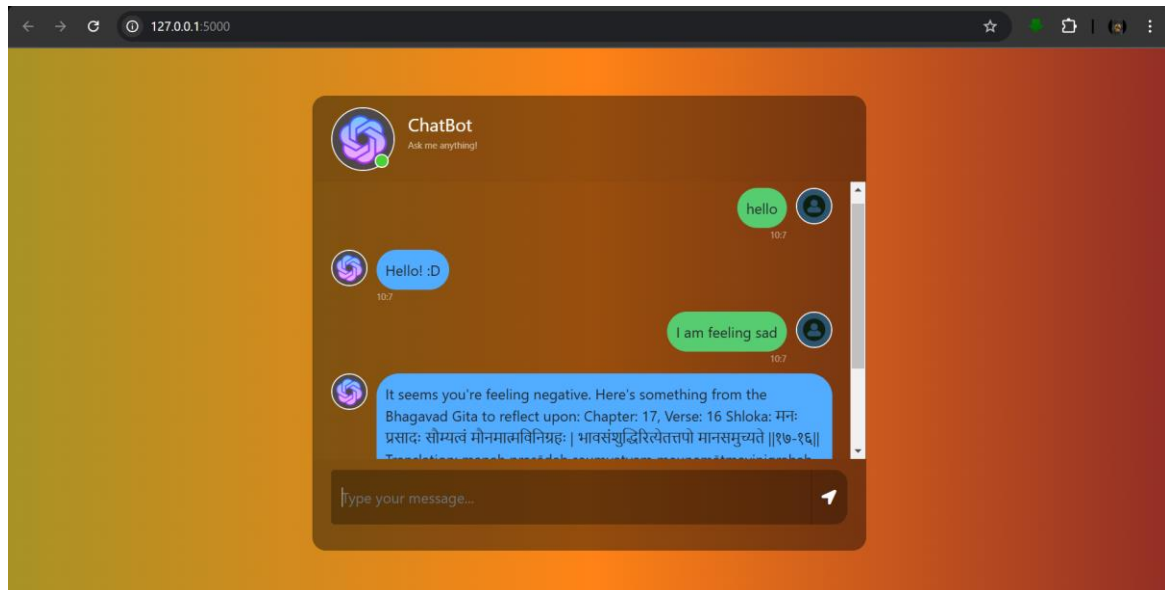 127.0.0.1:5000
ChatBot
Ask me anything!
hello
10:7
Hello! :D
10:7
I am feeling sad
10:7
It seems you're feeling negative. Here's something from the
Bhagavad Gita to reflect upon: Chapter: 17, Verse: 16 Shloka: मनः
प्रसादः सौम्यत्वं मौनमात्मविनिग्रहः | भावसंशुद्धिरित्येतत्तपो मानसमुच्यते ||१७-१६||
Type your message...